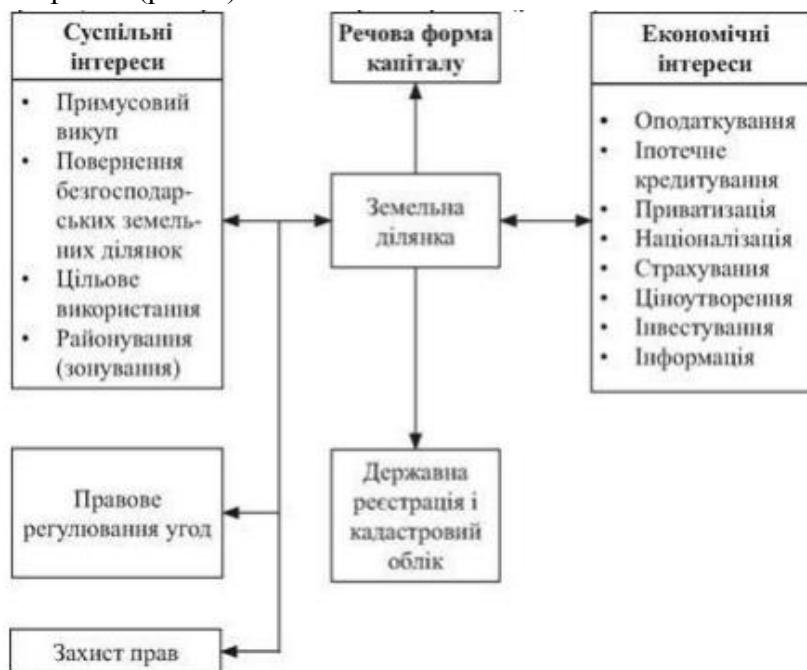 Суспільні
інтереси
• Примусовий
викуп
• Повернення
безгосподар-
ських земель-
них ділянок
• Цільове
використання
• Районування
(зонування)
Речова форма
капіталу
Земельна
ділянка
Економічні
інтереси
• Оподаткування
• Іпотечне
кредитування
• Приватизація
• Націоналізація
• Страхування
• Ціноутворення
• Інвестування
• Інформація
Правове
регулювання угод
Державна
реєстрація і
кадастровий
облік
Захист прав